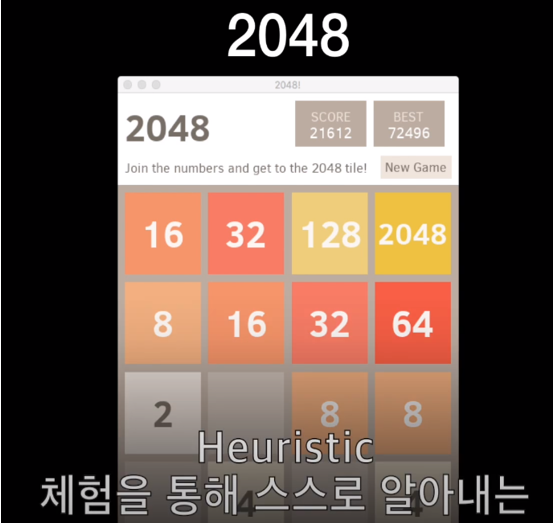 2048
2048!
2048
SCORE
21612
BEST
72496
Join the numbers and get to the 2048 tile!
New Game
16 32 128 2048
8 16 32 64
2 8 8
4
Heuristic
체험을 통해 스스로 알아내는